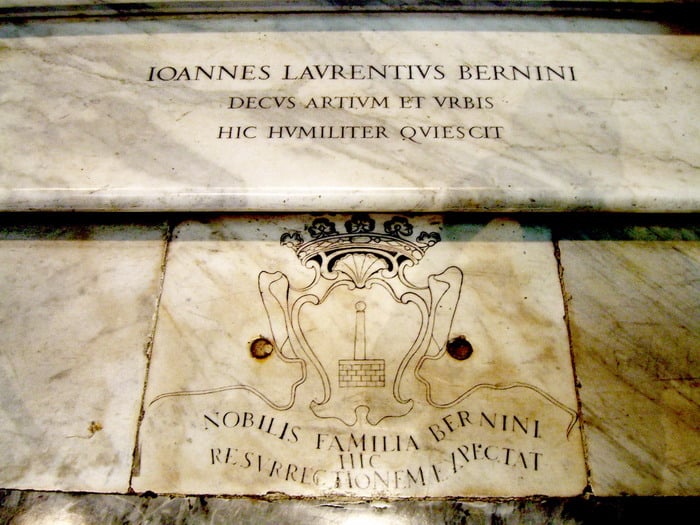 IOANNES LAVRENTIVS BERNINI
DECVS ARTIVM ET VRBIS
HIC HVMILITER QVIESCIT
NOBILIS FAMILIA BERNINI
HIC
RESVRRECTIONEM EXPECTAT